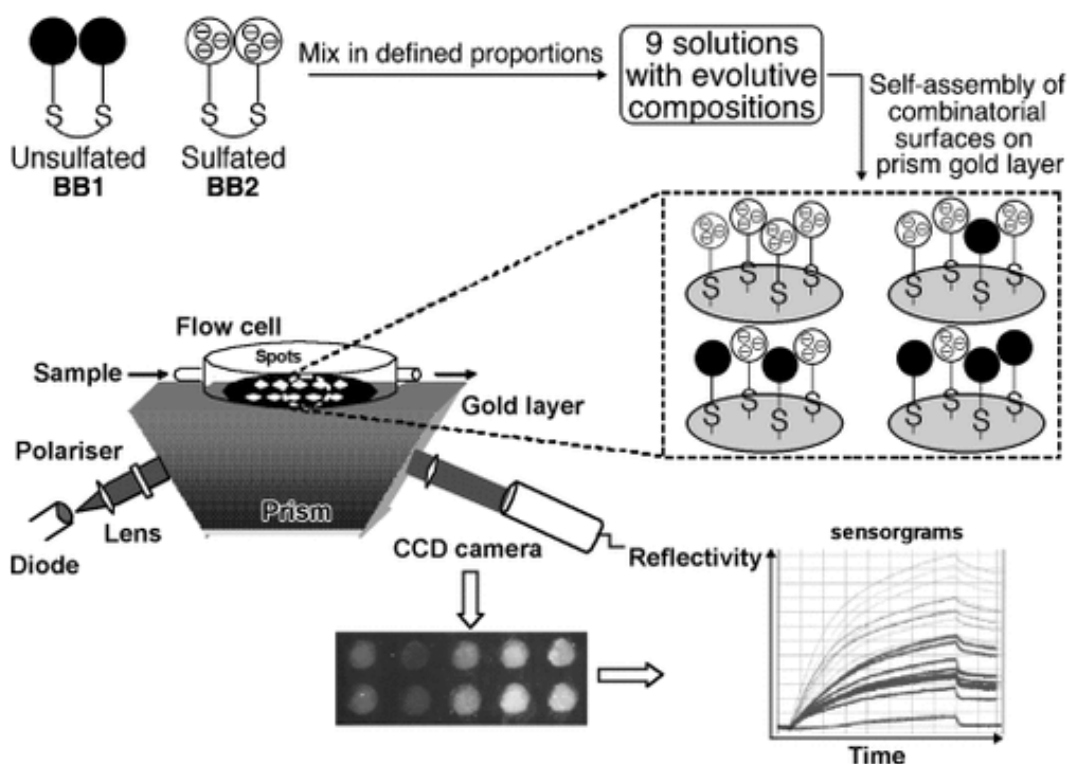 S S
Unsulfated
BB1
S S
Sulfated
BB2
Mix in defined proportions
9 solutions
with evolutive
compositions
Self-assembly of
combinatorial
surfaces on
prism gold layer
S S S S
S S S S
S S S S
S S S S
Flow cell
Spots
Sample
Gold layer
Polariser
Lens
Prism
Diode
CCD camera
Reflectivity
sensorgrams
Time